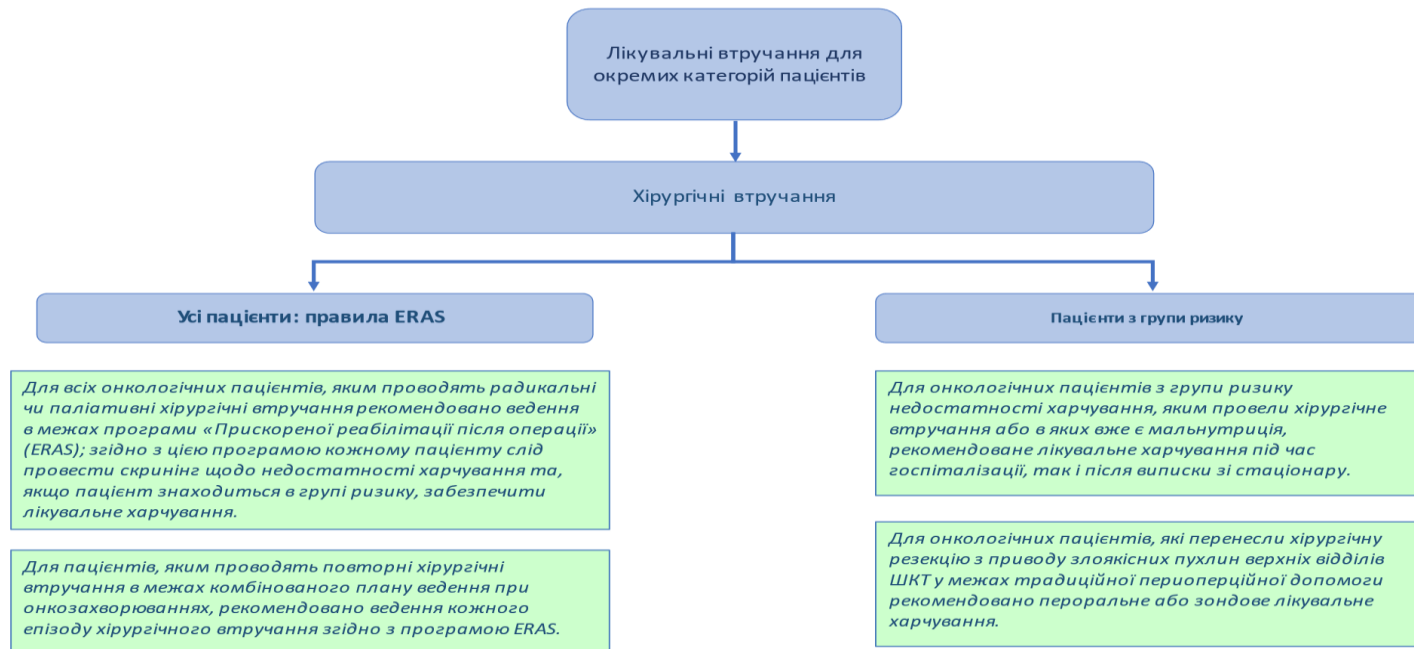 Лікувальні втручання для
окремих категорій пацієнтів
Хірургічні втручання
Усі пацієнти: правила ERAS
Для всіх онкологічних пацієнтів, яким проводять радикальні
чи паліативні хірургічні втручання рекомендовано ведення
в межах програми «Прискореної реабілітації після операції»
(ERAS); згідно з цією програмою кожному пацієнту слід
провести скринінг щодо недостатності харчування та,
якщо пацієнт знаходиться в групі ризику, забезпечити
лікувальне харчування.
Для пацієнтів, яким проводять повторні хірургічні
втручання в межах комбінованого плану ведення при
онкозахворюваннях, рекомендовано ведення кожного
епізоду хірургічного втручання згідно з програмою ERAS.
Пацієнти з групи ризику
Для онкологічних пацієнтів з групи ризику
недостатності харчування, яким провели хірургічне
втручання або в яких вже є мальнутриція,
рекомендоване лікувальне харчування під час
госпіталізації, так і після виписки зі стаціонару.
Для онкологічних пацієнтів, які перенесли хірургічну
резекцію з приводу злоякісних пухлин верхніх відділів
ШКТ у межах традиційної периоперційної допомоги
рекомендовано пероральне або зондове лікувальне
харчування.